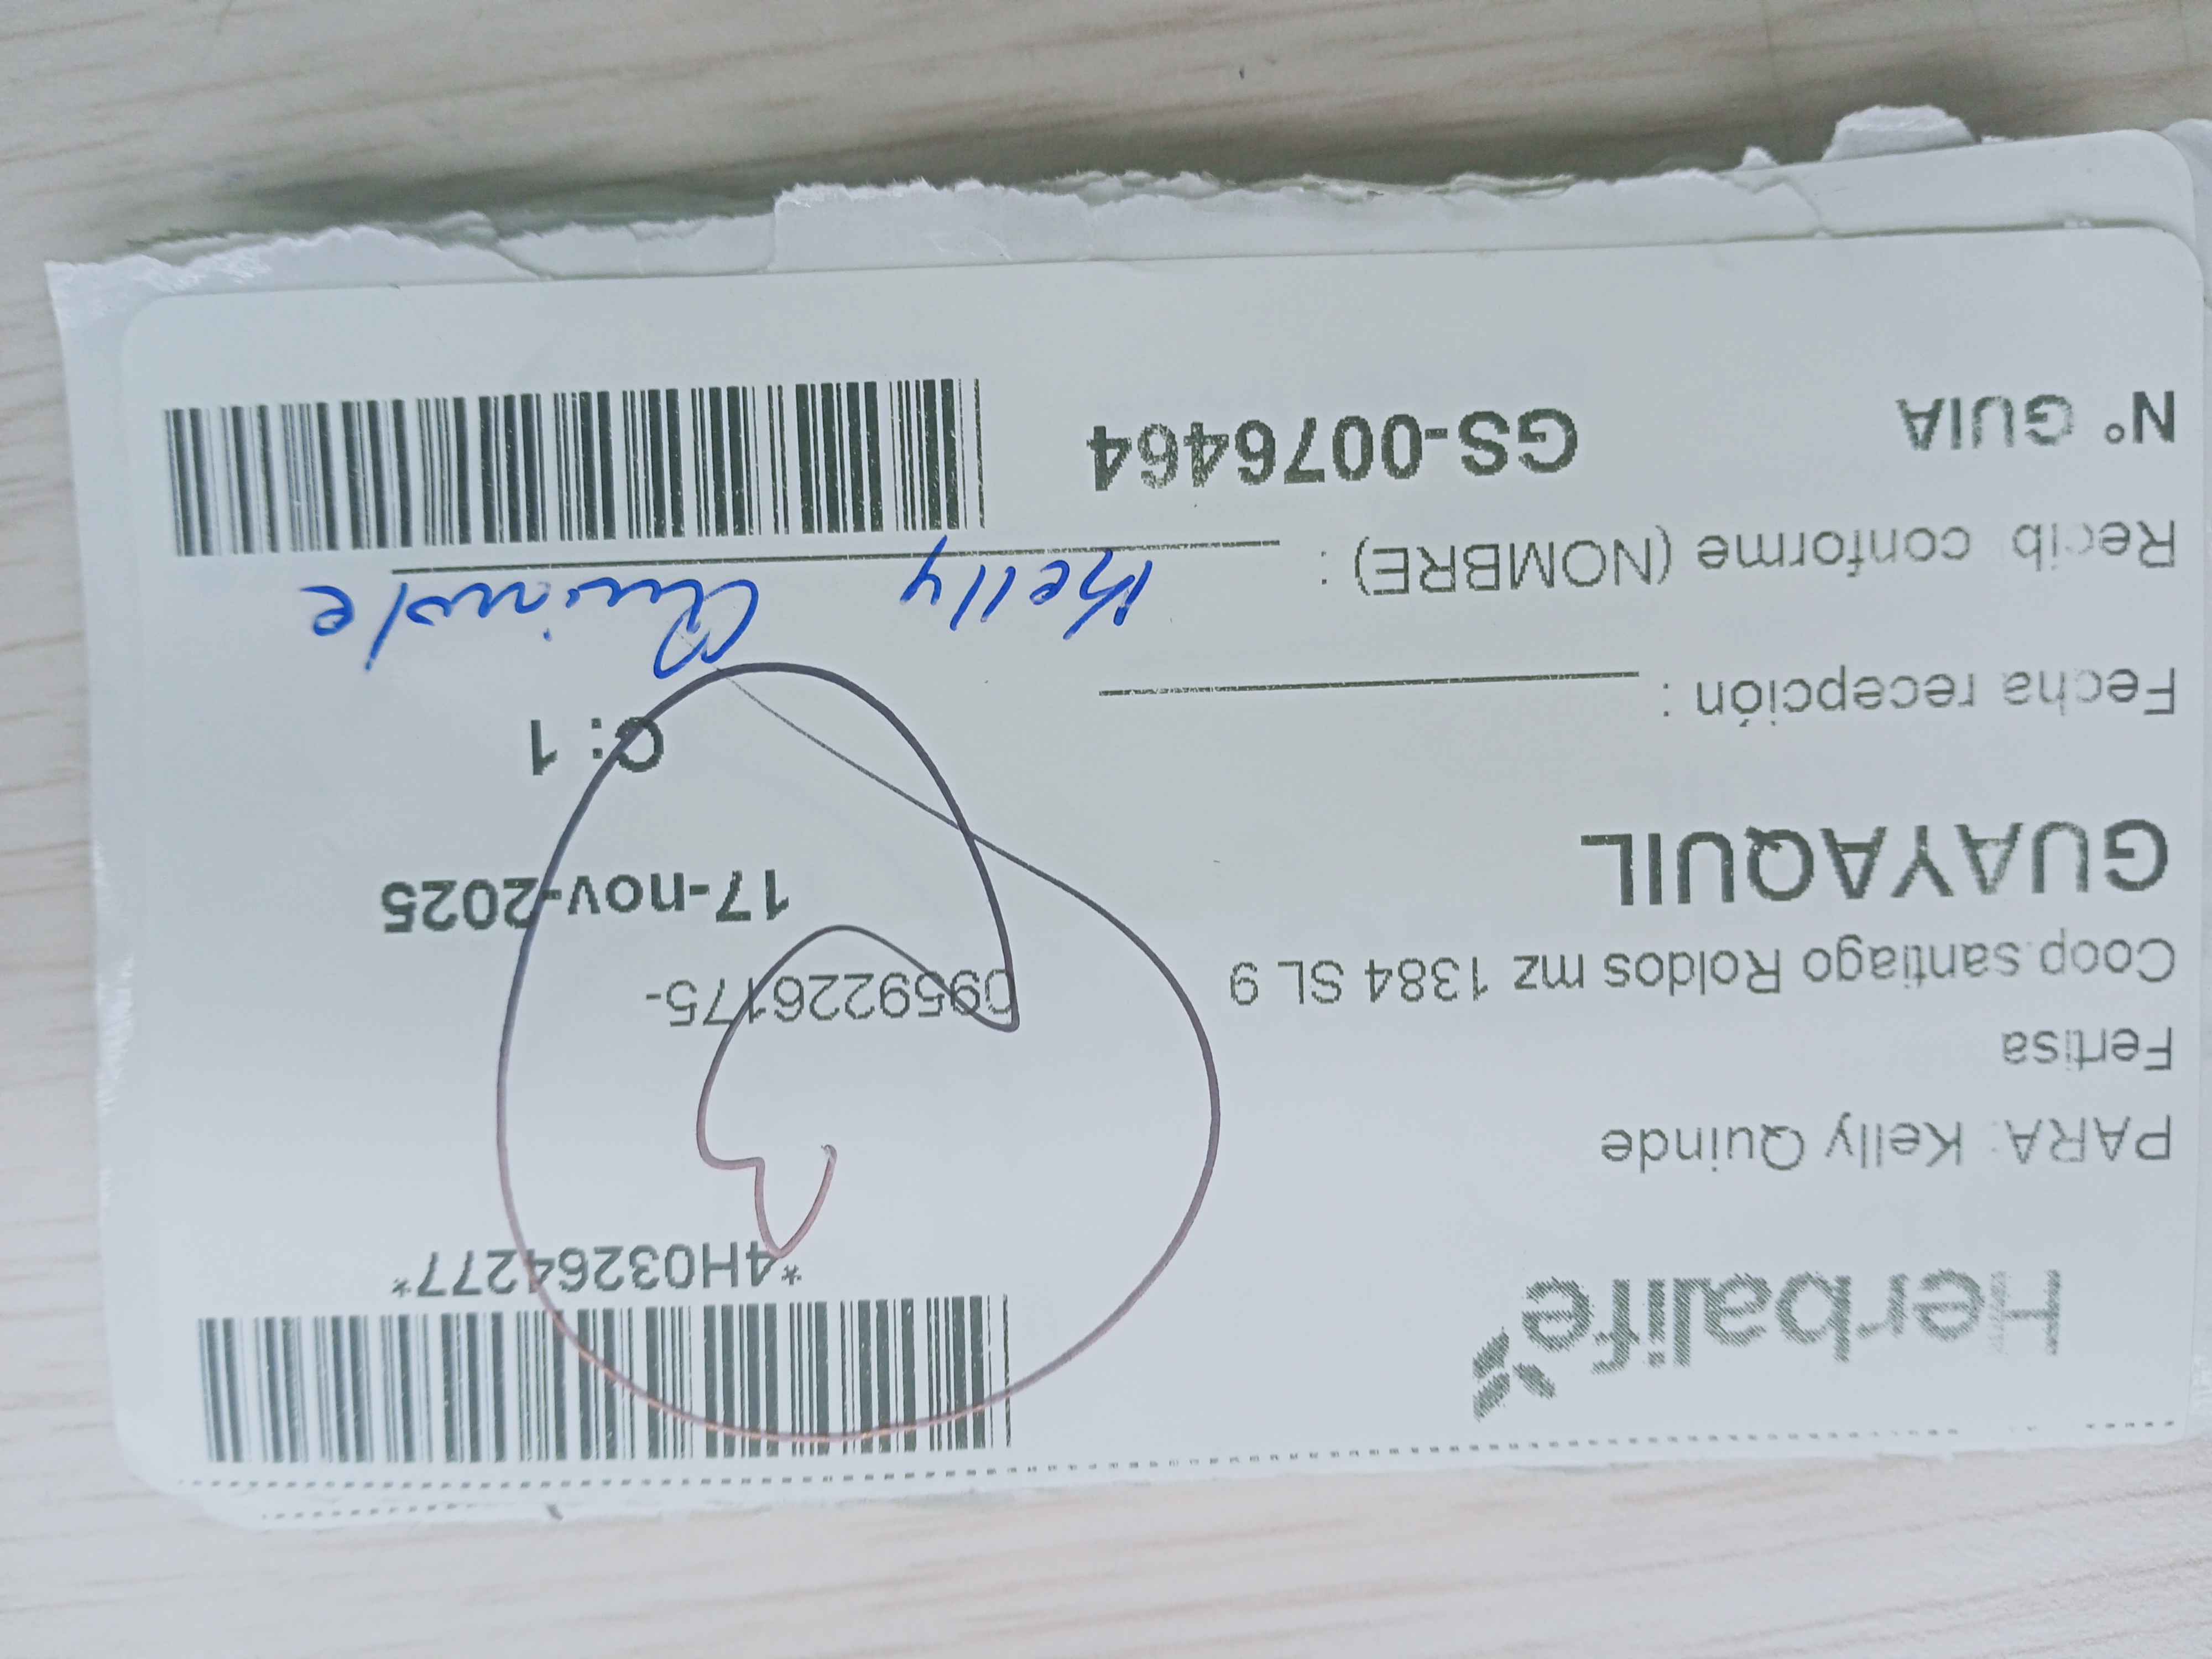 Herbalife
*4H03264277*
PARA: Kelly Quinde
Fertisa
0959226175-
Coop.santiago Roldos mz 1384 SL 9
GUAYAQUIL
17-nov-2025
C: 1
Fecha recepción :
Kelly Quinde
Recib conforme (NOMBRE) :
N° GUIA GS-0076464